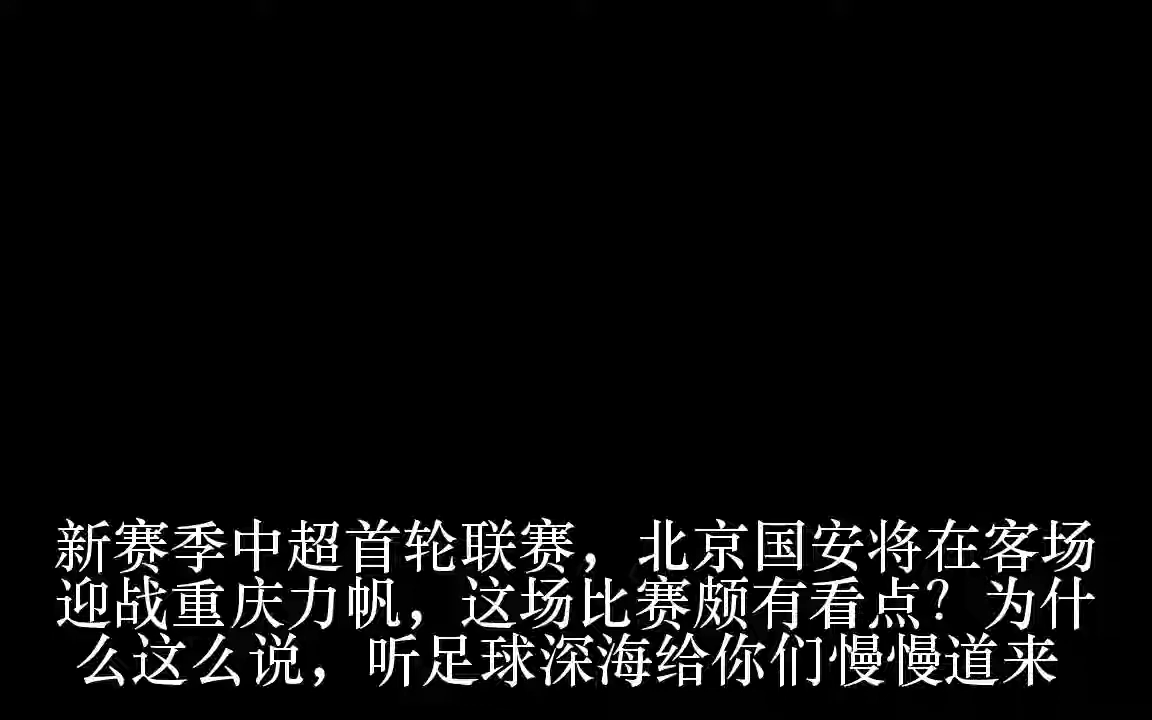 新赛季中超首轮联赛，北京国安将在客场
迎战重庆力帆，这场比赛颇有看点？为什
么这么说，听足球深海给你们慢慢道来